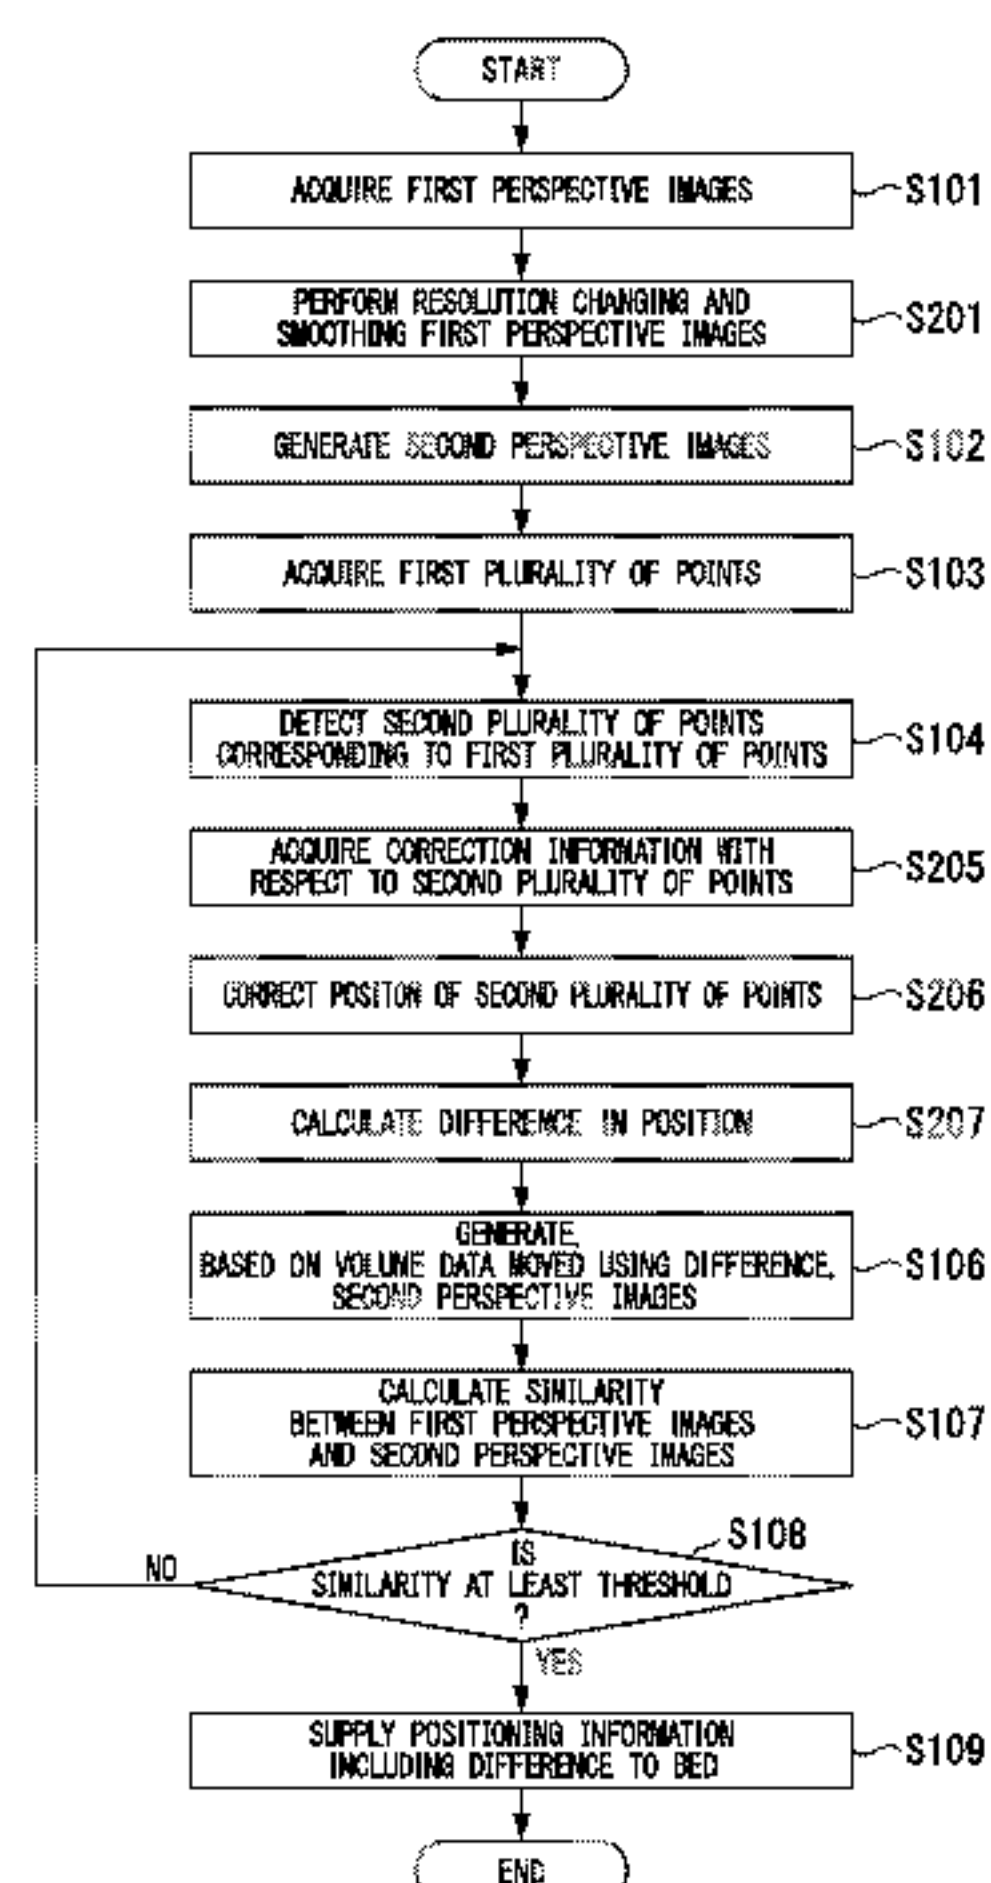 START
ACQUIRE FIRST PERSPECTIVE IMAGES
S101
PERFORM RESOLUTION CHANGING AND
SMOOTHING FIRST PERSPECTIVE IMAGES
S201
GENERATE SECOND PERSPECTIVE IMAGES
S102
ACQUIRE FIRST PLURALITY OF POINTS
S103
DETECT SECOND PLURALITY OF POINTS
CORRESPONDING TO FIRST PLURALITY OF POINTS
S104
ACQUIRE CORRECTION INFORMATION WITH
RESPECT TO SECOND PLURALITY OF POINTS
S205
CORRECT POSITON OF SECOND PLURALITY OF POINTS
S206
CALCULATE DIFFERENCE IN POSITION
S207
GENERATE,
BASED ON VOLUME DATA MOVED USING DIFFERENCE,
SECOND PERSPECTIVE IMAGES
S106
CALCULATE SIMILARITY
BETWEEN FIRST PERSPECTIVE IMAGES
AND SECOND PERSPECTIVE IMAGES
S107
S108
IS
SIMILARITY AT LEAST THRESHOLD
?
NO
YES
SUPPLY POSITIONING INFORMATION
INCLUDING DIFFERENCE TO BED
S109
END